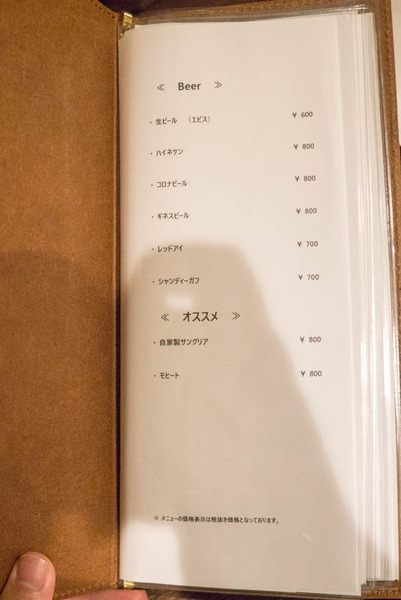 ≪ Beer ≫
・生ビール （エビス） ￥ 600
・ハイネケン ￥ 800
・コロナビール ￥ 800
・ギネスビール ￥ 800
・レッドアイ ￥ 700
・シャンディーガフ ￥ 700
≪ オススメ ≫
・自家製サングリア ￥ 800
・モヒート ￥ 800
※ メニューの価格表示は税抜き価格となっております。